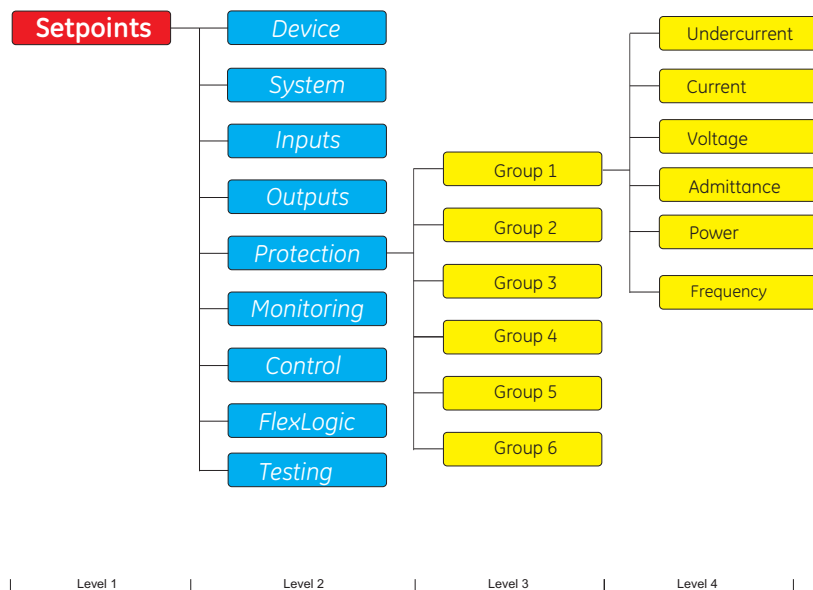 Setpoints
Device
System
Inputs
Outputs
Protection
Monitoring
Control
FlexLogic
Testing
Group 1
Group 2
Group 3
Group 4
Group 5
Group 6
Undercurrent
Current
Voltage
Admittance
Power
Frequency
Level 1 Level 2 Level 3 Level 4